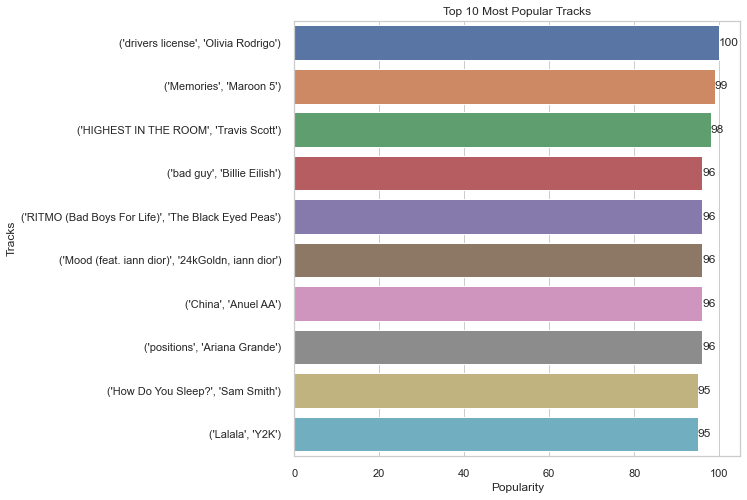 Top 10 Most Popular Tracks
('drivers license', 'Olivia Rodrigo')
100
('Memories', 'Maroon 5')
99
('HIGHEST IN THE ROOM', 'Travis Scott')
98
('bad guy', 'Billie Eilish')
96
('RITMO (Bad Boys For Life)', 'The Black Eyed Peas')
96
('Mood (feat. iann dior)', '24kGoldn, iann dior')
96
('China', 'Anuel AA')
96
('positions', 'Ariana Grande')
96
('How Do You Sleep?', 'Sam Smith')
95
('Lalala', 'Y2K')
95
Tracks
0 20 40 60 80 100
Popularity